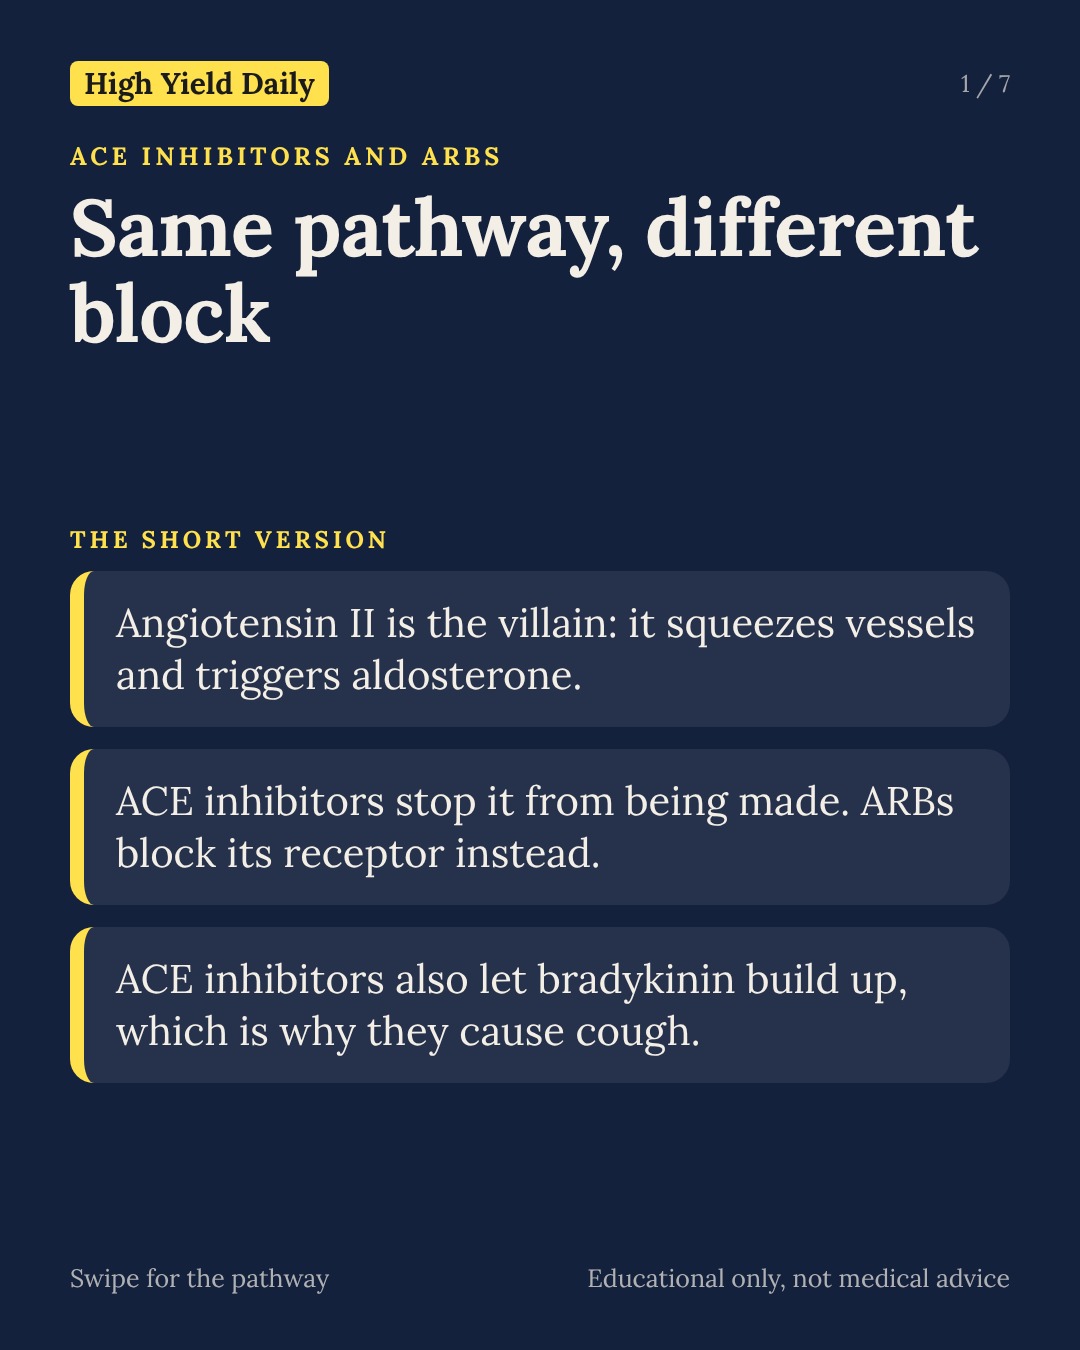 High Yield Daily
1 / 7
ACE INHIBITORS AND ARBS
Same pathway, different
block
THE SHORT VERSION
Angiotensin II is the villain: it squeezes vessels
and triggers aldosterone.
ACE inhibitors stop it from being made. ARBs
block its receptor instead.
ACE inhibitors also let bradykinin build up,
which is why they cause cough.
Swipe for the pathway
Educational only, not medical advice